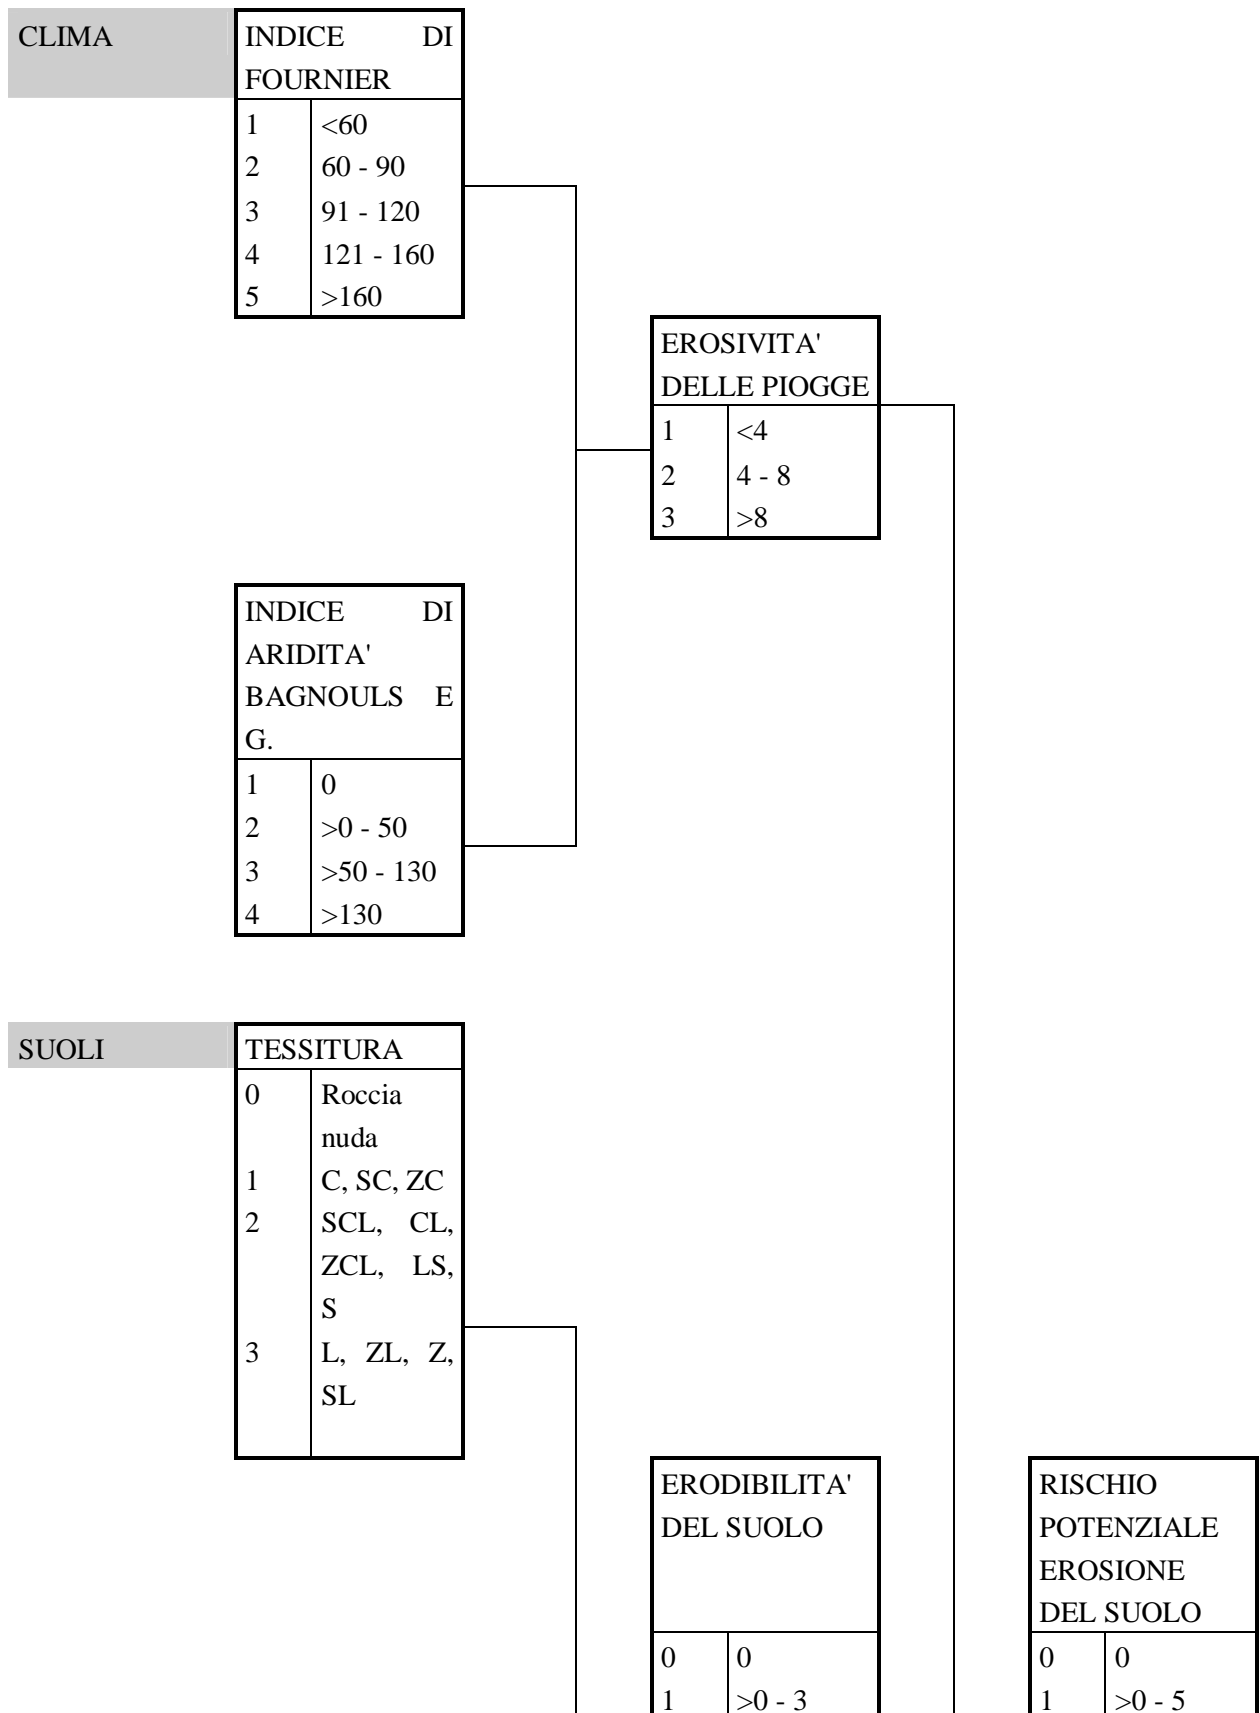 CLIMA
INDICE DI
FOURNIER
1 <60
2 60 - 90
3 91 - 120
4 121 - 160
5 >160
EROSIVITA'
DELLE PIOGGE
1 <4
2 4 - 8
3 >8
INDICE DI
ARIDITA'
BAGNOULS E
G.
1 0
2 >0 - 50
3 >50 - 130
4 >130
SUOLI
TESSITURA
0 Roccia
nuda
1 C, SC, ZC
2 SCL, CL,
ZCL, LS,
S
3 L, ZL, Z,
SL
ERODIBILITA'
DEL SUOLO
0 0
1 >0 - 3
RISCHIO
POTENZIALE
EROSIONE
DEL SUOLO
0 0
1 >0 - 5